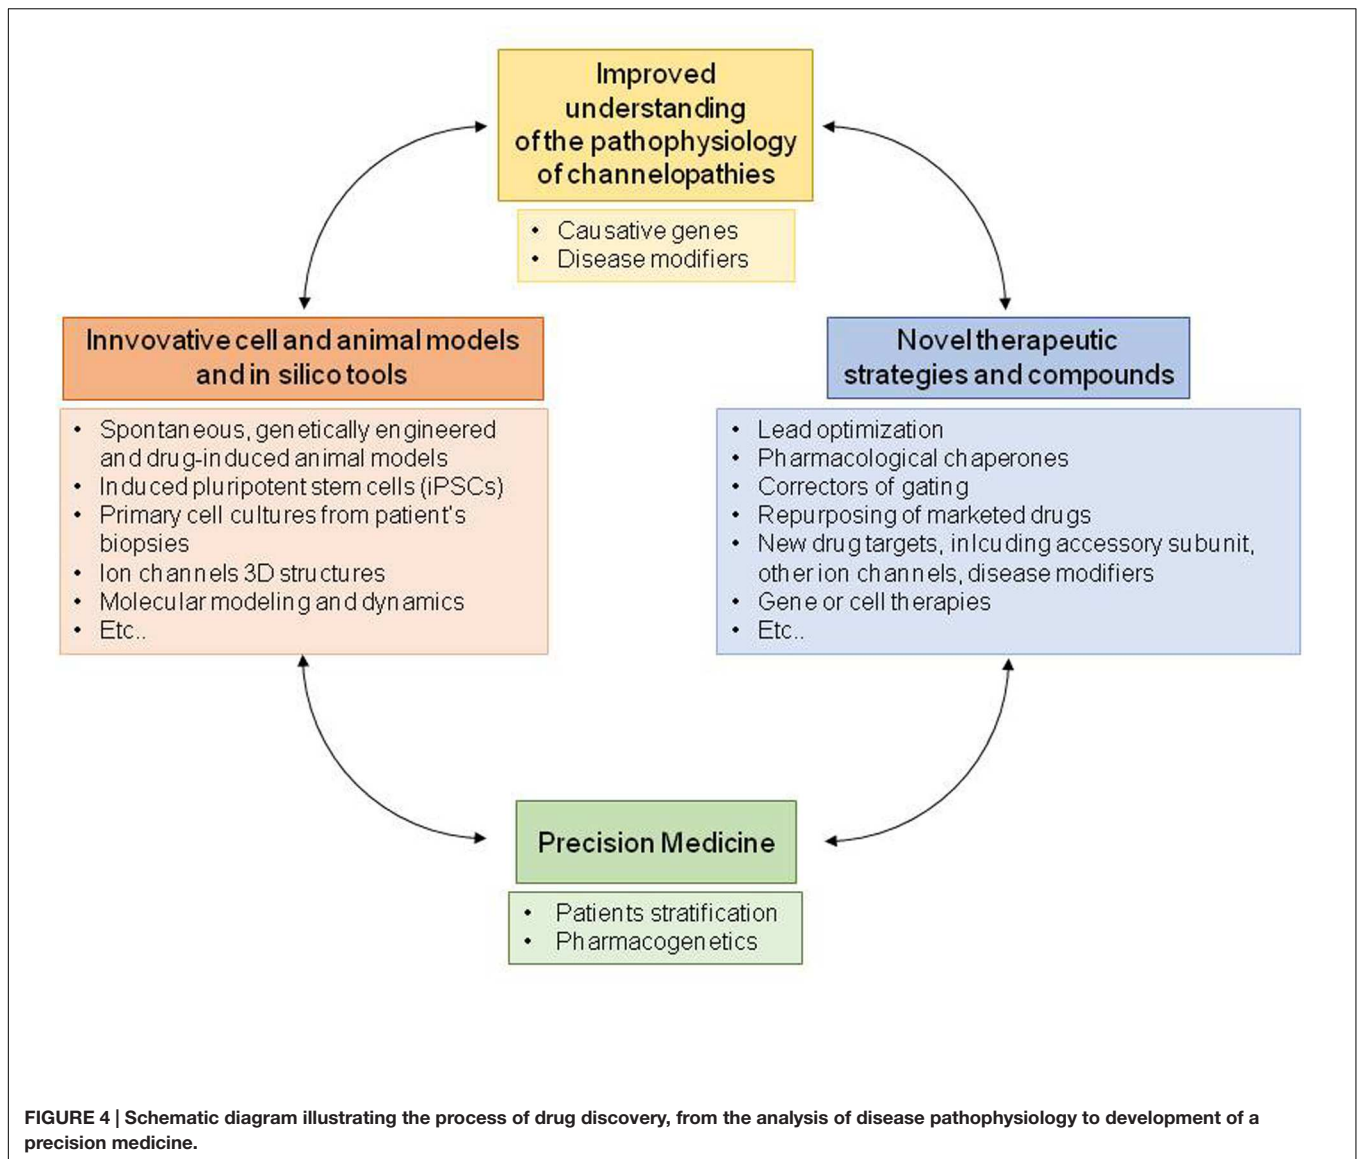 Improved
understanding
of the pathophysiology
of channelopathies
• Causative genes
• Disease modifiers
Innvovative cell and animal models
and in silico tools
• Spontaneous, genetically engineered
and drug-induced animal models
• Induced pluripotent stem cells (iPSCs)
• Primary cell cultures from patient's
biopsies
• Ion channels 3D structures
• Molecular modeling and dynamics
• Etc..
Novel therapeutic
strategies and compounds
• Lead optimization
• Pharmacological chaperones
• Correctors of gating
• Repurposing of marketed drugs
• New drug targets, inlcuding accessory subunit,
other ion channels, disease modifiers
• Gene or cell therapies
• Etc..
Precision Medicine
• Patients stratification
• Pharmacogenetics
FIGURE 4 | Schematic diagram illustrating the process of drug discovery, from the analysis of disease pathophysiology to development of a
precision medicine.